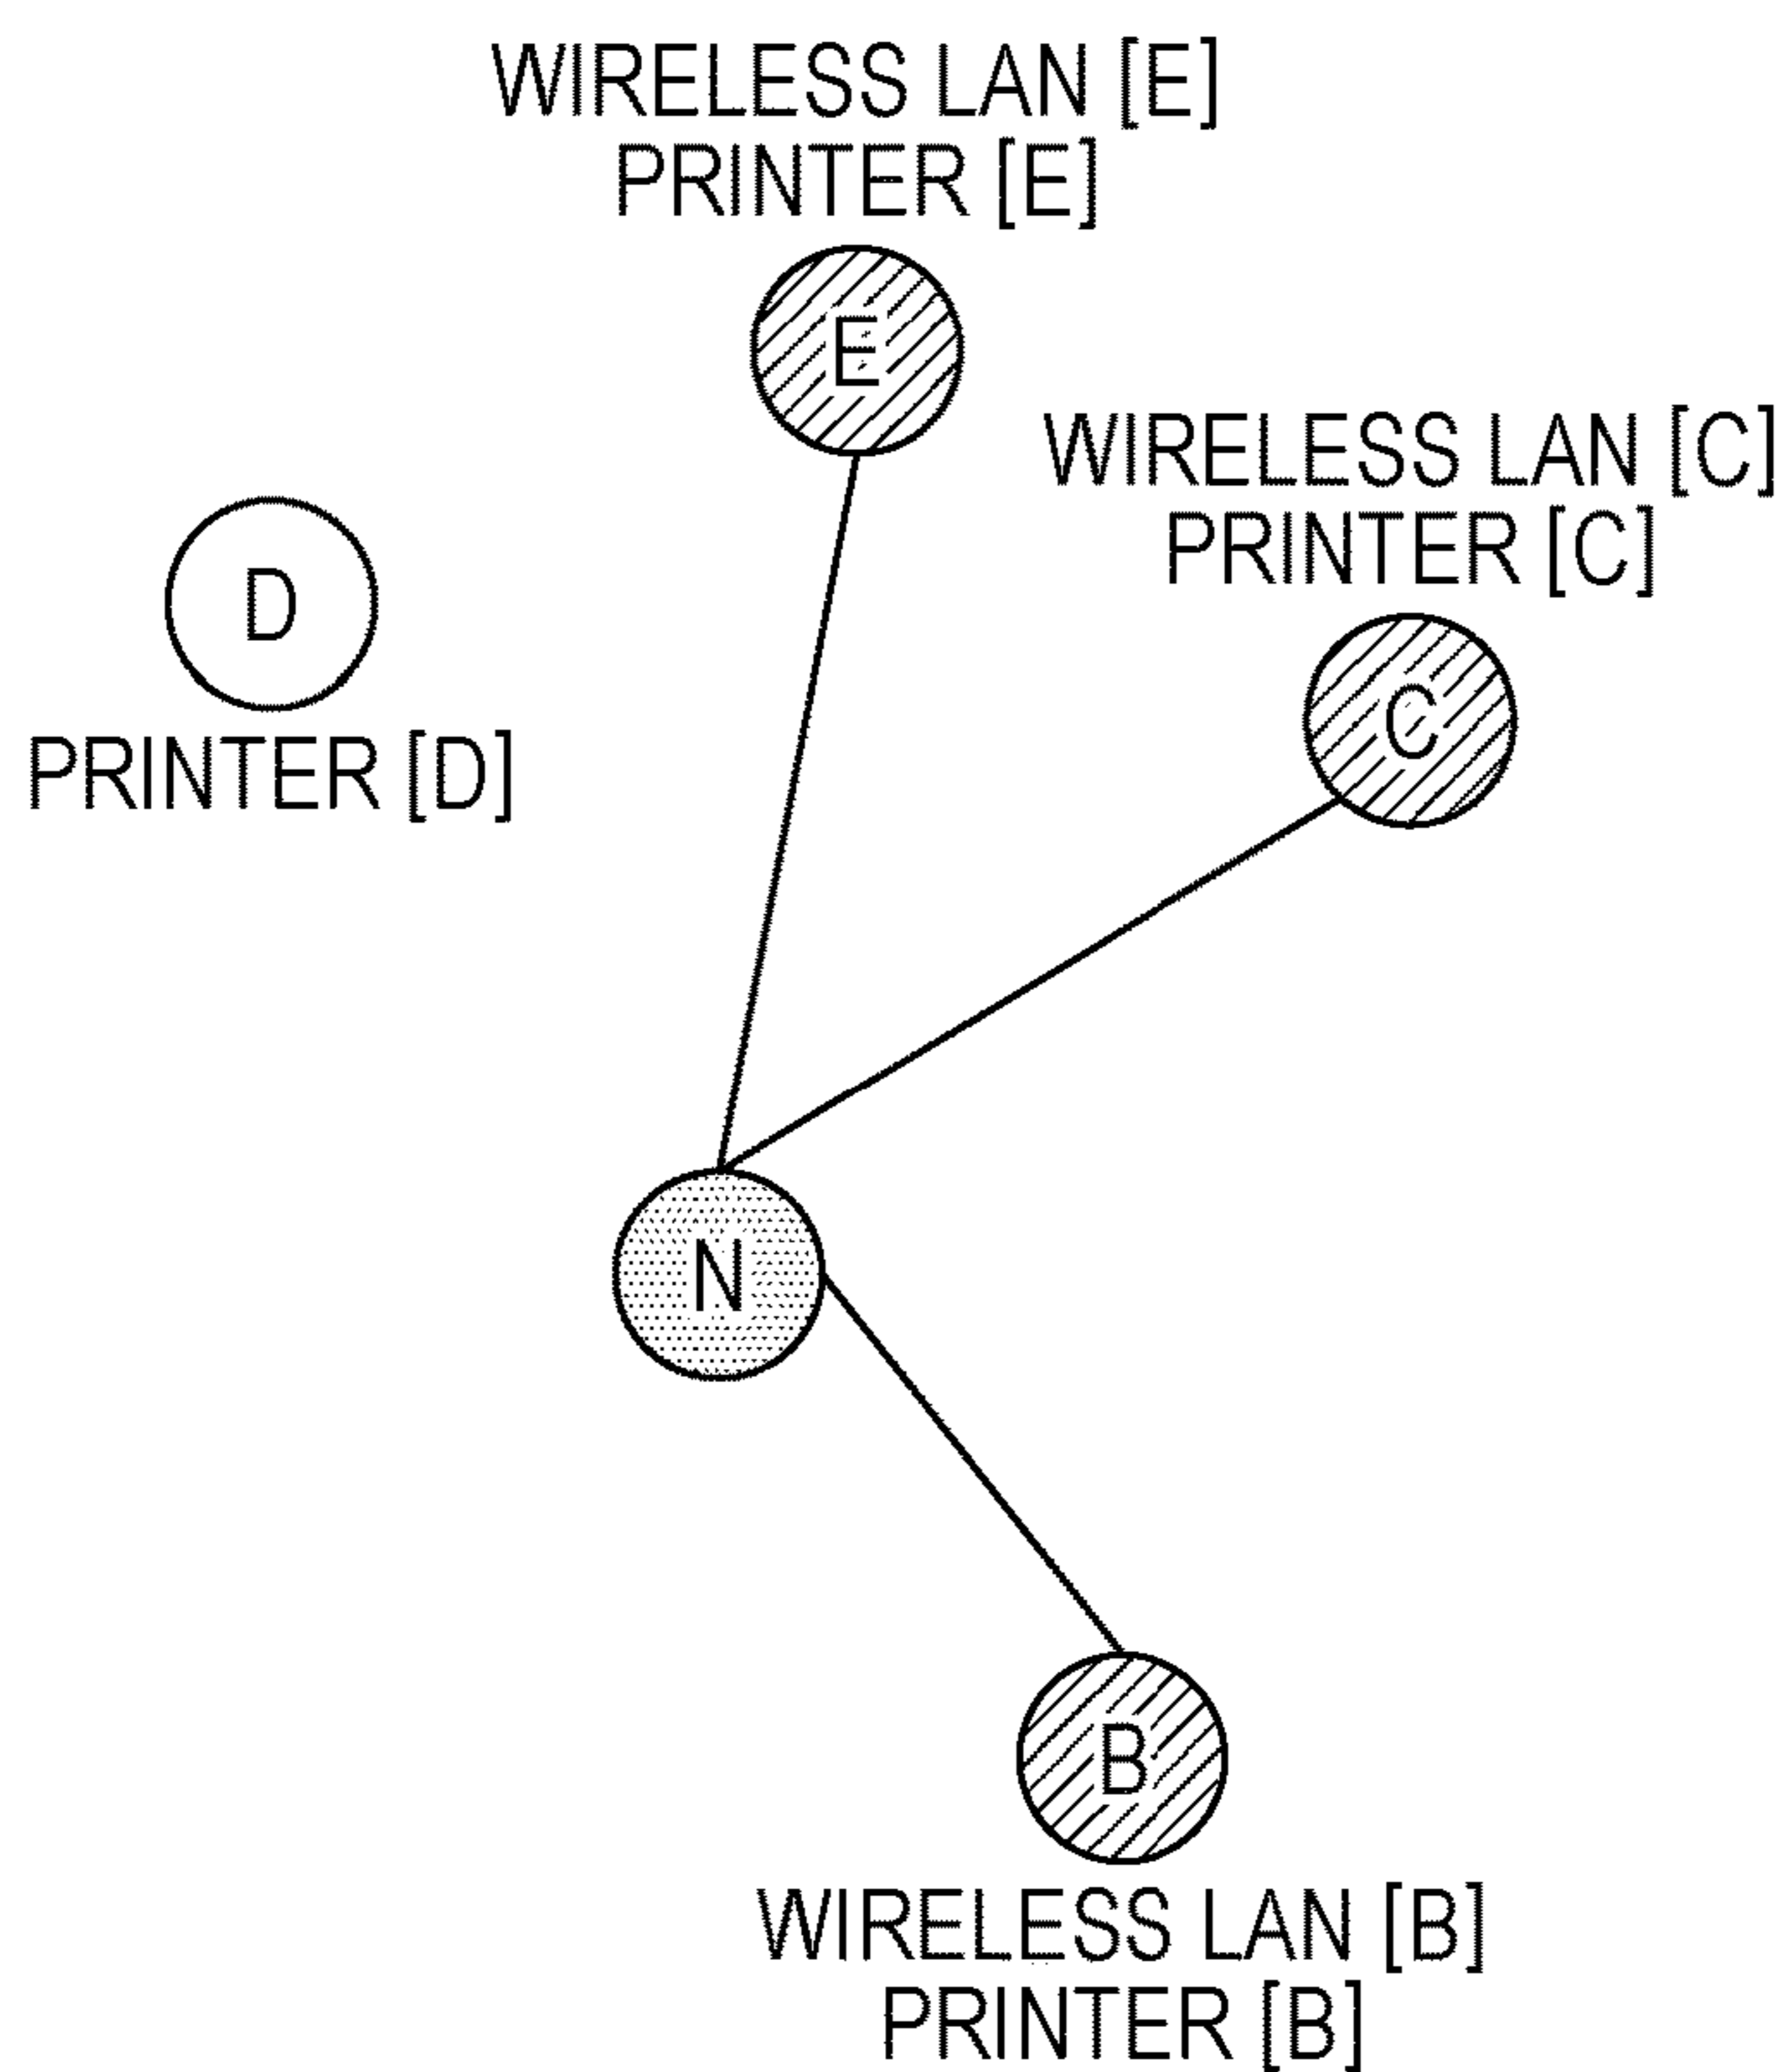 WIRELESS LAN [E]
PRINTER [E]
E
WIRELESS LAN [C]
PRINTER [C]
C
D
PRINTER [D]
N
B
WIRELESS LAN [B]
PRINTER [B]